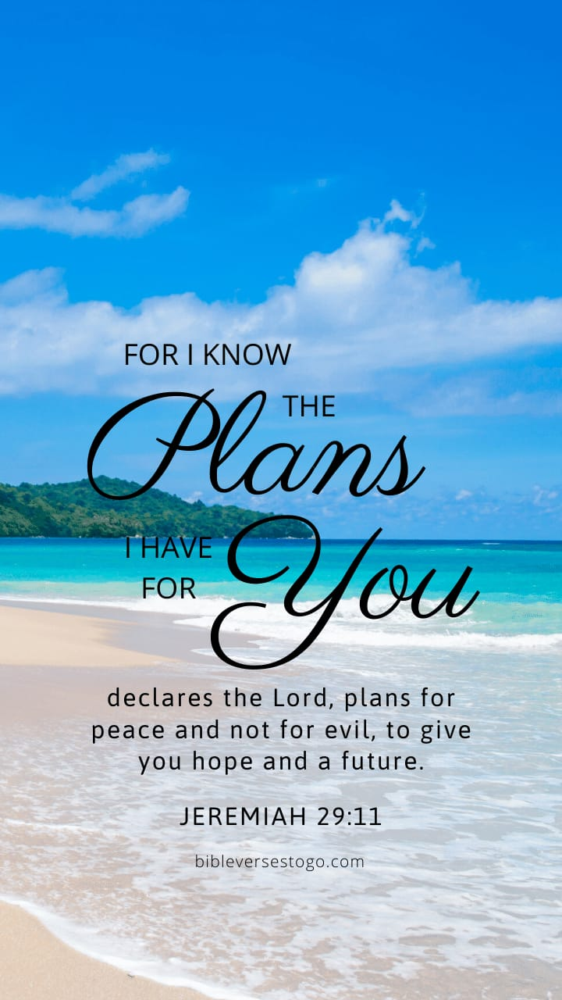 FOR I KNOW
THE
Plans
I HAVE
FOR
You
declares the Lord, plans for
peace and not for evil, to give
you hope and a future.
JEREMIAH 29:11
bibleversestogo.com